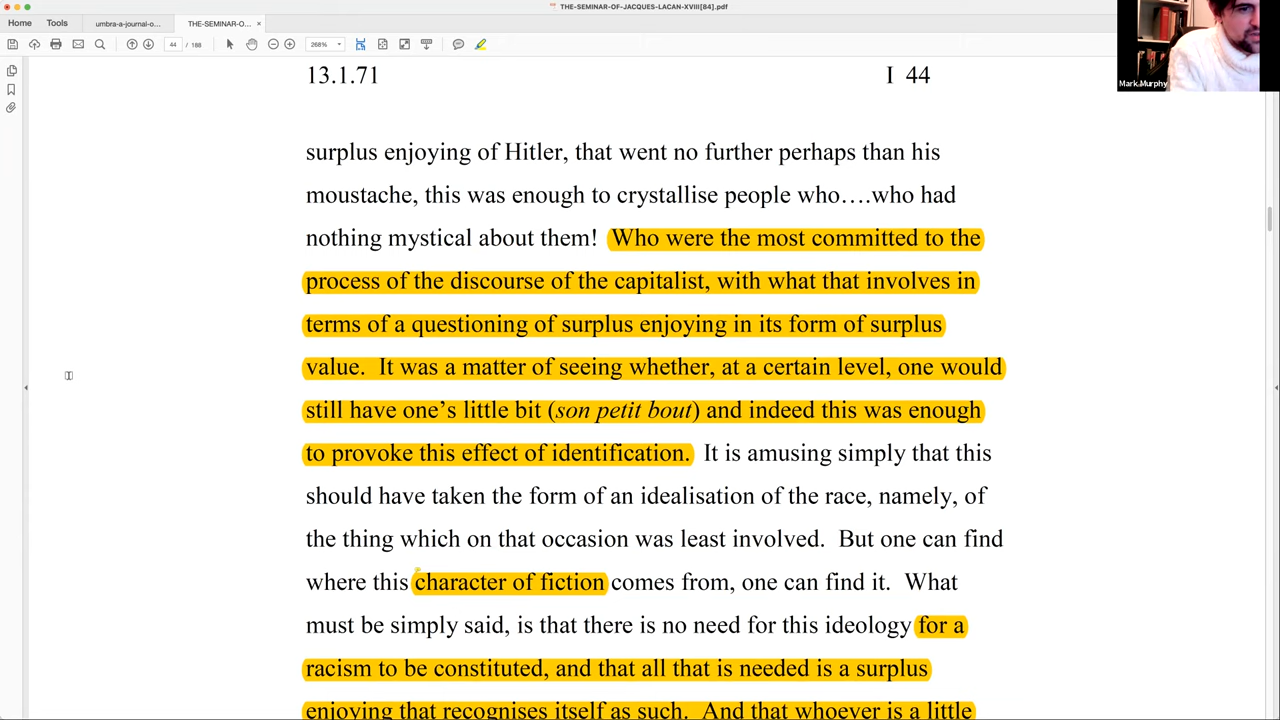 THE-SEMINAR-OF-JACQUES-LACAN-XVIII[84].pdf
Home Tools umbra-a-journal-o... THE-SEMINAR-O... ×
44 / 188 268%
Mark Murphy
13.1.71 I 44
surplus enjoying of Hitler, that went no further perhaps than his
moustache, this was enough to crystallise people who….who had
nothing mystical about them! Who were the most committed to the
process of the discourse of the capitalist, with what that involves in
terms of a questioning of surplus enjoying in its form of surplus
value. It was a matter of seeing whether, at a certain level, one would
still have one’s little bit (son petit bout) and indeed this was enough
to provoke this effect of identification. It is amusing simply that this
should have taken the form of an idealisation of the race, namely, of
the thing which on that occasion was least involved. But one can find
where this character of fiction comes from, one can find it. What
must be simply said, is that there is no need for this ideology for a
racism to be constituted, and that all that is needed is a surplus
enjoying that recognises itself as such. And that whoever is a little